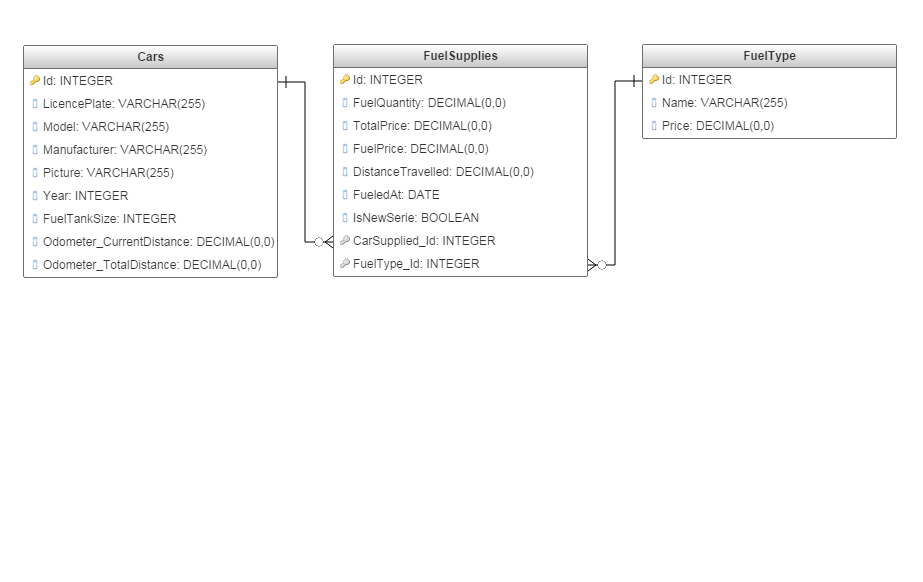 Cars
Id: INTEGER
LicencePlate: VARCHAR(255)
Model: VARCHAR(255)
Manufacturer: VARCHAR(255)
Picture: VARCHAR(255)
Year: INTEGER
FuelTankSize: INTEGER
Odometer_CurrentDistance: DECIMAL(0,0)
Odometer_TotalDistance: DECIMAL(0,0)
FuelSupplies
Id: INTEGER
FuelQuantity: DECIMAL(0,0)
TotalPrice: DECIMAL(0,0)
FuelPrice: DECIMAL(0,0)
DistanceTravelled: DECIMAL(0,0)
FueledAt: DATE
IsNewSerie: BOOLEAN
CarSupplied_Id: INTEGER
FuelType_Id: INTEGER
FuelType
Id: INTEGER
Name: VARCHAR(255)
Price: DECIMAL(0,0)